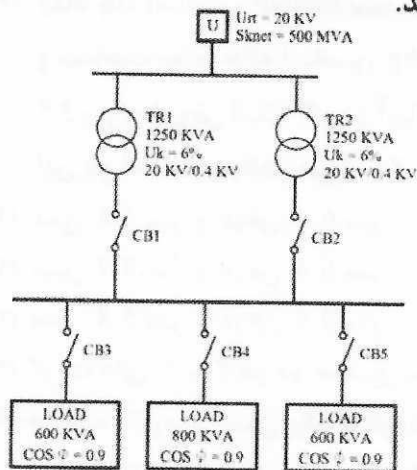 د.
U
Urt = 20 KV
Sknet = 500 MVA
TR1
1250 KVA
Uk = 6%
20 KV/0.4 KV
TR2
1250 KVA
Uk = 6%
20 KV/0.4 KV
CB1
CB2
CB3
CB4
CB5
LOAD
600 KVA
COS φ = 0.9
LOAD
800 KVA
COS φ = 0.9
LOAD
600 KVA
COS φ = 0.9